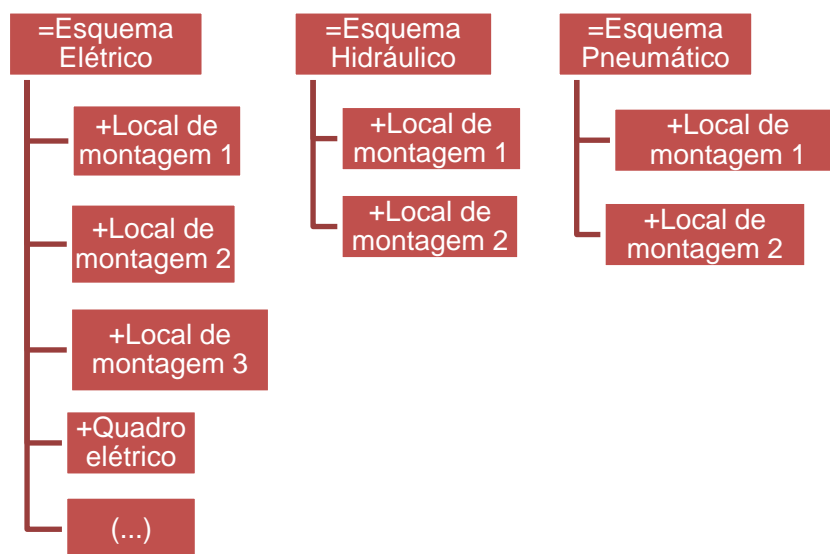 =Esquema
Elétrico
+Local de
montagem 1
+Local de
montagem 2
+Local de
montagem 3
+Quadro
elétrico
(...)
=Esquema
Hidráulico
+Local de
montagem 1
+Local de
montagem 2
=Esquema
Pneumático
+Local de
montagem 1
+Local de
montagem 2